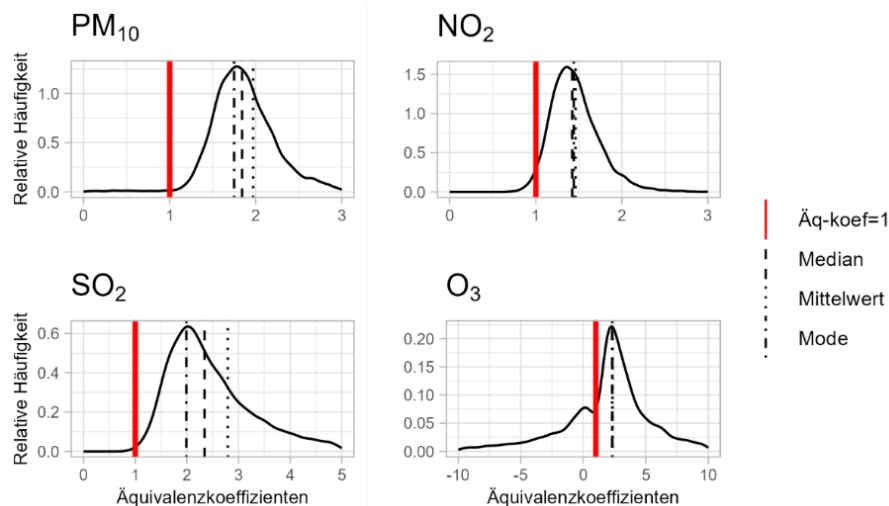 PM₁₀
Relative Häufigkeit
1.0
0.5
0.0
0 1 2 3
NO₂
1.5
1.0
0.5
0.0
0 1 2 3
SO₂
Relative Häufigkeit
0.6
0.4
0.2
0.0
0 1 2 3 4 5
Äquivalenzkoeffizienten
O₃
0.20
0.15
0.10
0.05
0.00
-10 -5 0 5 10
Äquivalenzkoeffizienten
Äq-koef=1
Median
Mittelwert
Mode